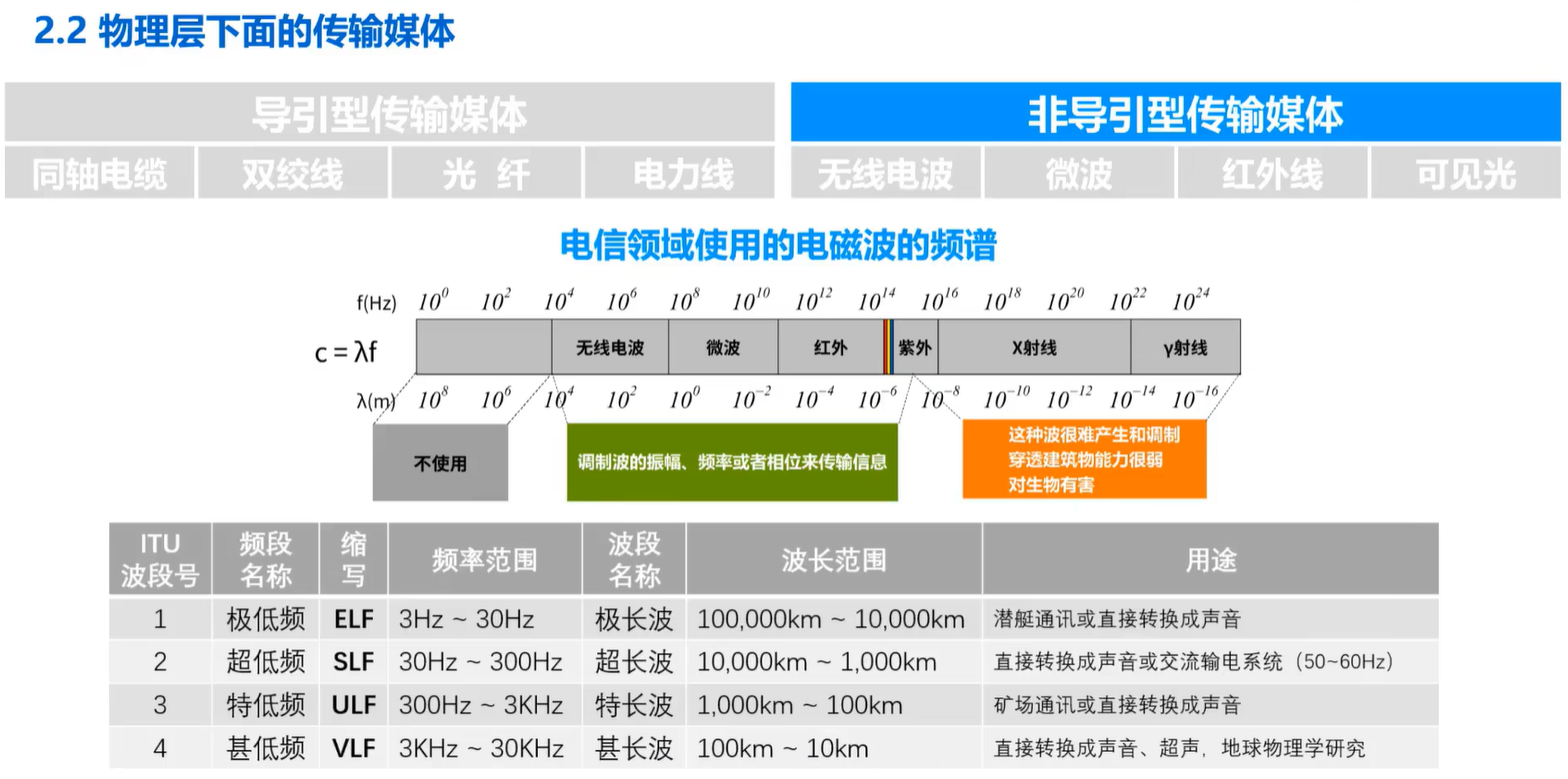 2.2 物理层下面的传输媒体
导引型传输媒体 非导引型传输媒体
同轴电缆 双绞线 光 纤 电力线 无线电波 微波 红外线 可见光
电信领域使用的电磁波的频谱
f(Hz) 10^0 10^2 10^4 10^6 10^8 10^10 10^12 10^14 10^16 10^18 10^20 10^22 10^24
c = λf 无线电波 微波 红外 紫外 X射线 γ射线
λ(m) 10^8 10^6 10^4 10^2 10^0 10^-2 10^-4 10^-6 10^-8 10^-10 10^-12 10^-14 10^-16
不使用
调制波的振幅、频率或者相位来传输信息
这种波很难产生和调制
穿透建筑物能力很弱
对生物有害
ITU 波段号 频段名称 缩写 频率范围 波段名称 波长范围 用途
1 极低频 ELF 3Hz ~ 30Hz 极长波 100,000km ~ 10,000km 潜艇通讯或直接转换成声音
2 超低频 SLF 30Hz ~ 300Hz 超长波 10,000km ~ 1,000km 直接转换成声音或交流输电系统（50~60Hz）
3 特低频 ULF 300Hz ~ 3KHz 特长波 1,000km ~ 100km 矿场通讯或直接转换成声音
4 甚低频 VLF 3KHz ~ 30KHz 甚长波 100km ~ 10km 直接转换成声音、超声，地球物理学研究